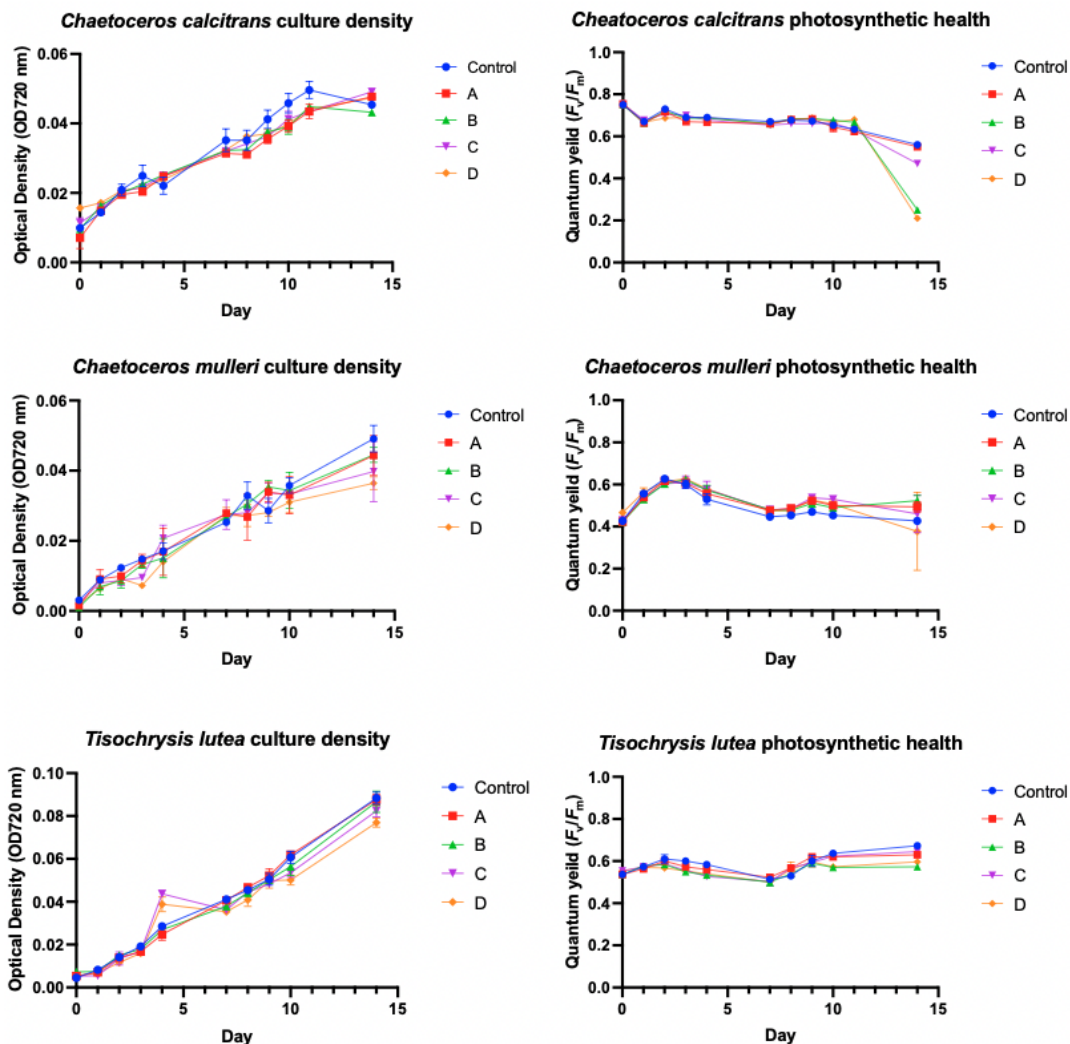 Chaetoceros calcitrans culture density
Optical Density (OD720 nm)
0.06
0.04
0.02
0.00
0 5 10 15
Day
Control
A
B
C
D
Cheatoceros calcitrans photosynthetic health
Quantum yeild (Fv/Fm)
1.0
0.8
0.6
0.4
0.2
0.0
0 5 10 15
Day
Control
A
B
C
D
Chaetoceros mulleri culture density
Optical Density (OD720 nm)
0.06
0.04
0.02
0.00
0 5 10 15
Day
Control
A
B
C
D
Chaetoceros mulleri photosynthetic health
Quantum yeild (Fv/Fm)
1.0
0.8
0.6
0.4
0.2
0.0
0 5 10 15
Day
Control
A
B
C
D
Tisochrysis lutea culture density
Optical Density (OD720 nm)
0.10
0.08
0.06
0.04
0.02
0.00
0 5 10 15
Day
Control
A
B
C
D
Tisochrysis lutea photosynthetic health
Quantum yeild (Fv/Fm)
1.0
0.8
0.6
0.4
0.2
0.0
0 5 10 15
Day
Control
A
B
C
D